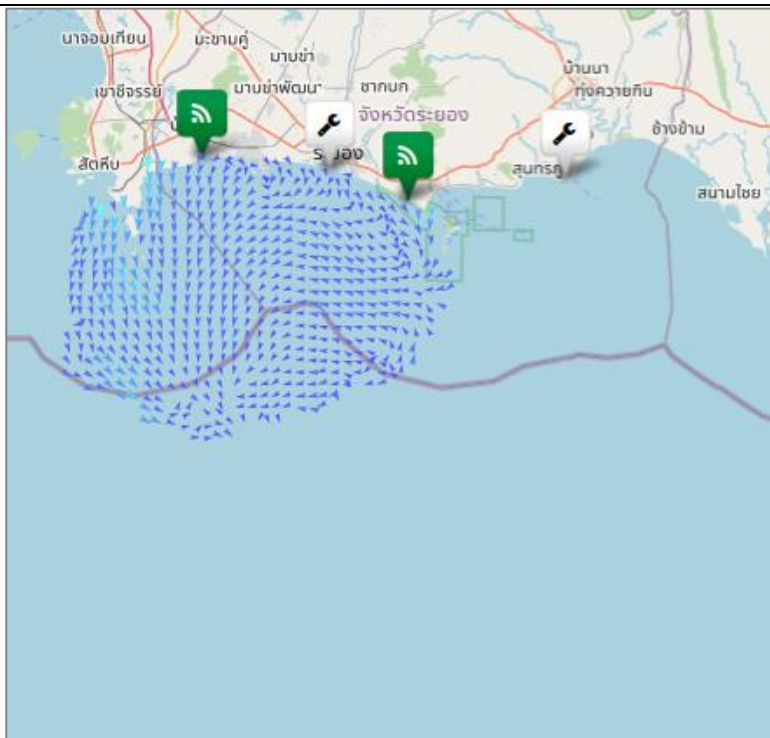 นาจอมเทียน
มะขามคู่
มาบข่า
บ้านนา
เขาชีจรรย์
มาบข่าพัฒนา
ชากบก
ทุ่งควายกิน
จังหวัดระยอง
ช้างข้าม
สัตหีบ
สุนทรภู่
สนามไชย